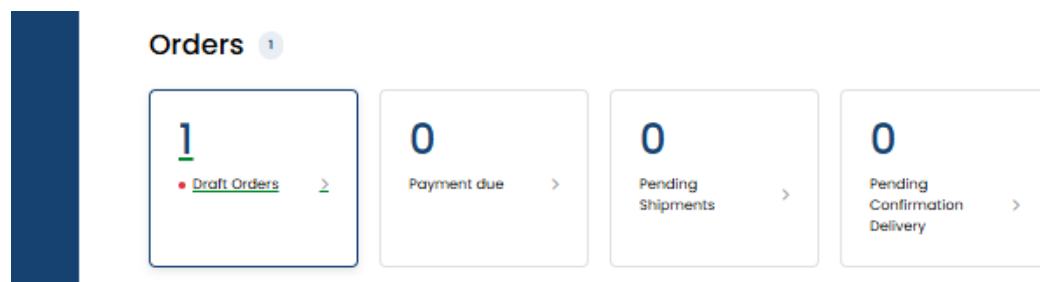 Orders 1
1
Draft Orders >
0
Payment due >
0
Pending
Shipments >
0
Pending
Confirmation >
Delivery